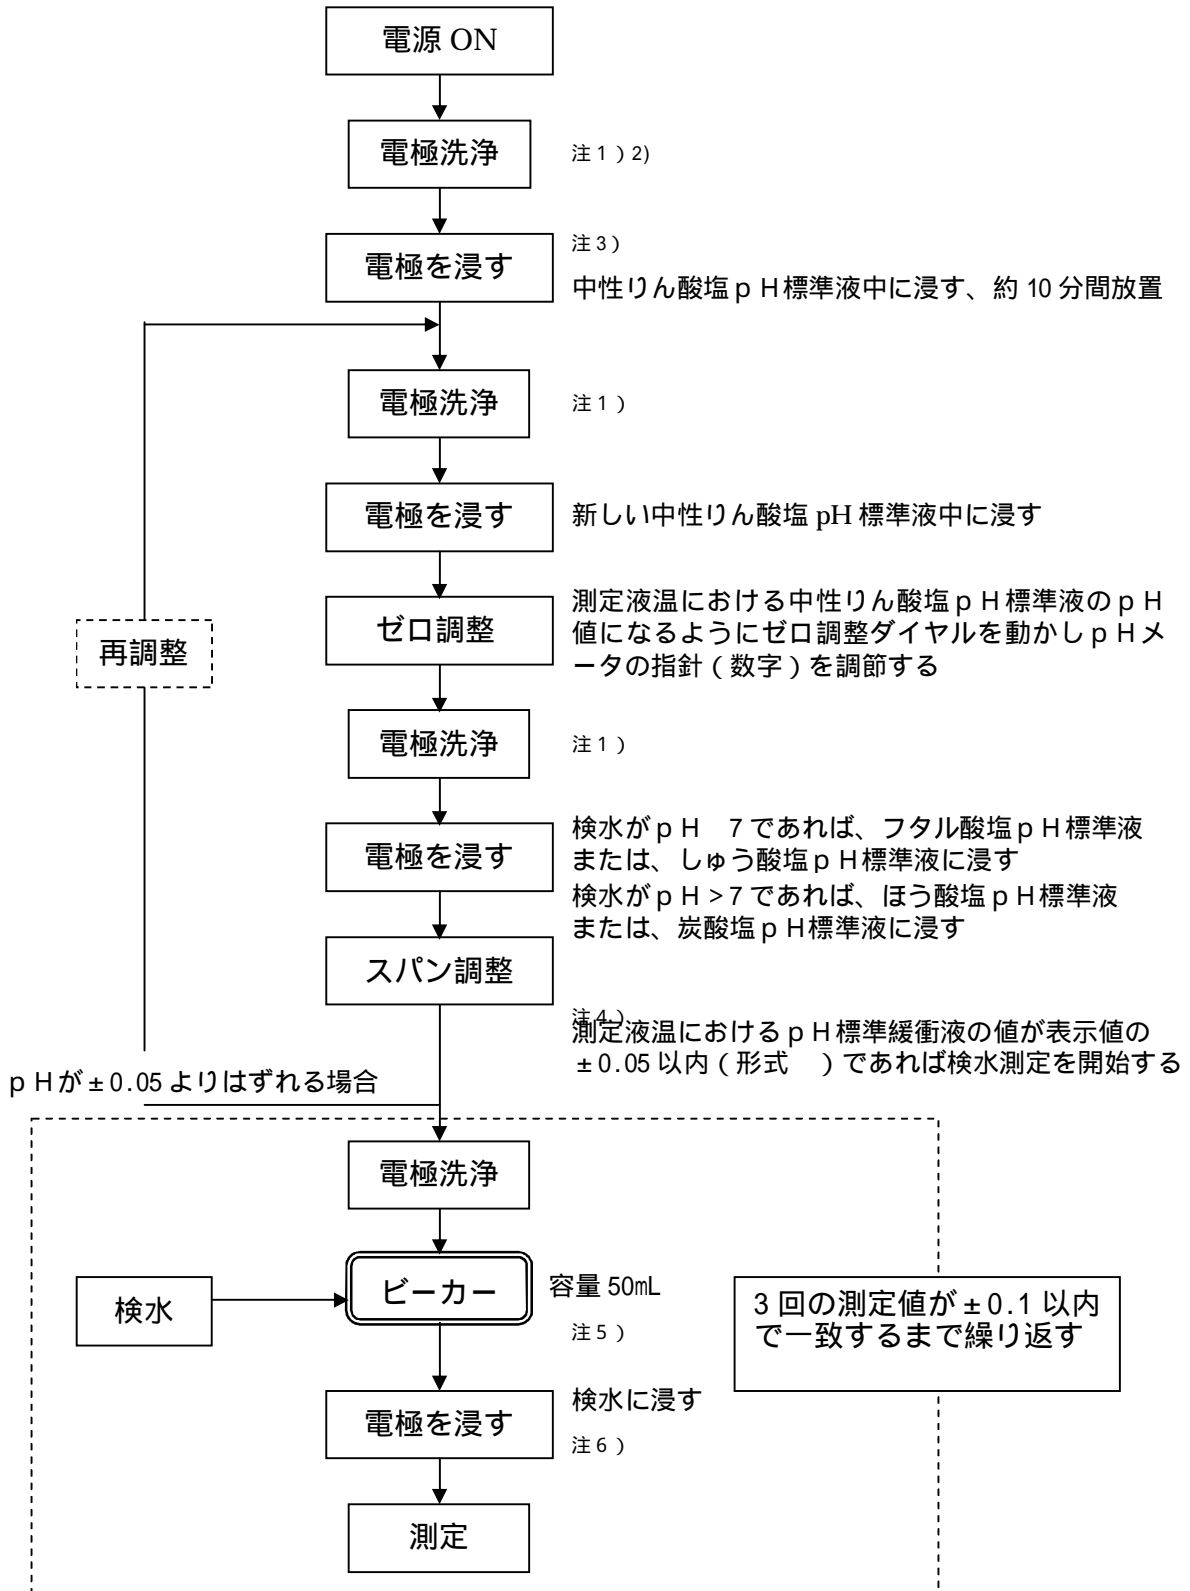 電源 ON
電極洗浄
注1)2)
電極を浸す
注3)
中性りん酸塩pH標準液中に浸す、約 10 分間放置
電極洗浄
注1)
電極を浸す
新しい中性りん酸塩 pH 標準液中に浸す
ゼロ調整
測定液温における中性りん酸塩pH標準液のpH
値になるようにゼロ調整ダイヤルを動かしpHメ
ータの指針(数字)を調節する
再調整
電極洗浄
注1)
電極を浸す
検水がpH 7であれば、フタル酸塩pH標準液
または、しゅう酸塩pH標準液に浸す
検水がpH>7であれば、ほう酸塩pH標準液
または、炭酸塩pH標準液に浸す
スパン調整
注4)
測定液温におけるpH標準緩衝液の値が表示値の
±0.05 以内(形式 )であれば検水測定を開始する
pHが±0.05 よりはずれる場合
電極洗浄
検水
ビーカー
容量 50mL
注5)
3 回の測定値が±0.1 以内
で一致するまで繰り返す
電極を浸す
検水に浸す
注6)
測定